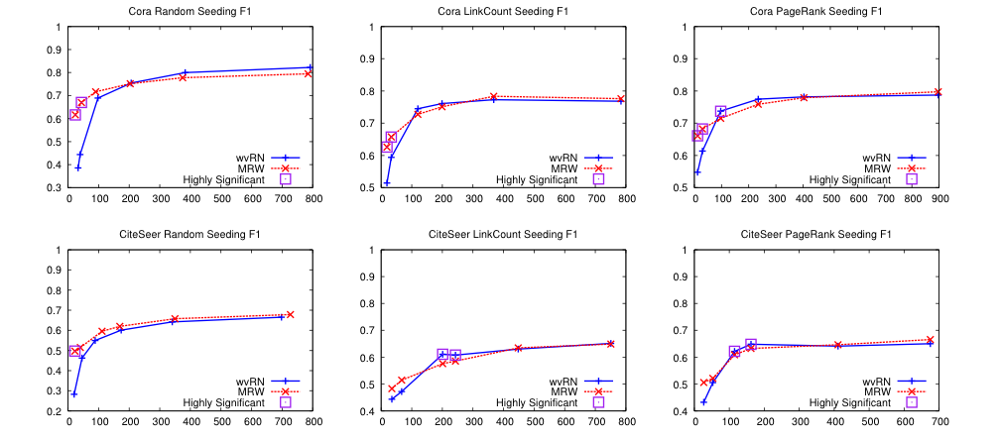 Cora Random Seeding F1
1
0.9
0.8
0.7
0.6
0.5
0.4
0.3
0 100 200 300 400 500 600 700 800
wvRN
MRW
Highly Significant
Cora LinkCount Seeding F1
1
0.9
0.8
0.7
0.6
0.5
0 100 200 300 400 500 600 700 800
wvRN
MRW
Highly Significant
Cora PageRank Seeding F1
1
0.9
0.8
0.7
0.6
0.5
0 100 200 300 400 500 600 700 800 900
wvRN
MRW
Highly Significant
CiteSeer Random Seeding F1
1
0.9
0.8
0.7
0.6
0.5
0.4
0.3
0.2
0 100 200 300 400 500 600 700 800
wvRN
MRW
Highly Significant
CiteSeer LinkCount Seeding F1
1
0.9
0.8
0.7
0.6
0.5
0.4
0 100 200 300 400 500 600 700 800
wvRN
MRW
Highly Significant
CiteSeer PageRank Seeding F1
1
0.9
0.8
0.7
0.6
0.5
0.4
0 100 200 300 400 500 600 700
wvRN
MRW
Highly Significant